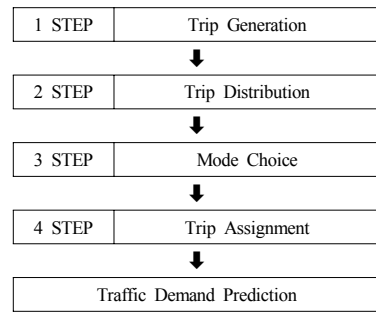 1 STEP Trip Generation
2 STEP Trip Distribution
3 STEP Mode Choice
4 STEP Trip Assignment
Traffic Demand Prediction